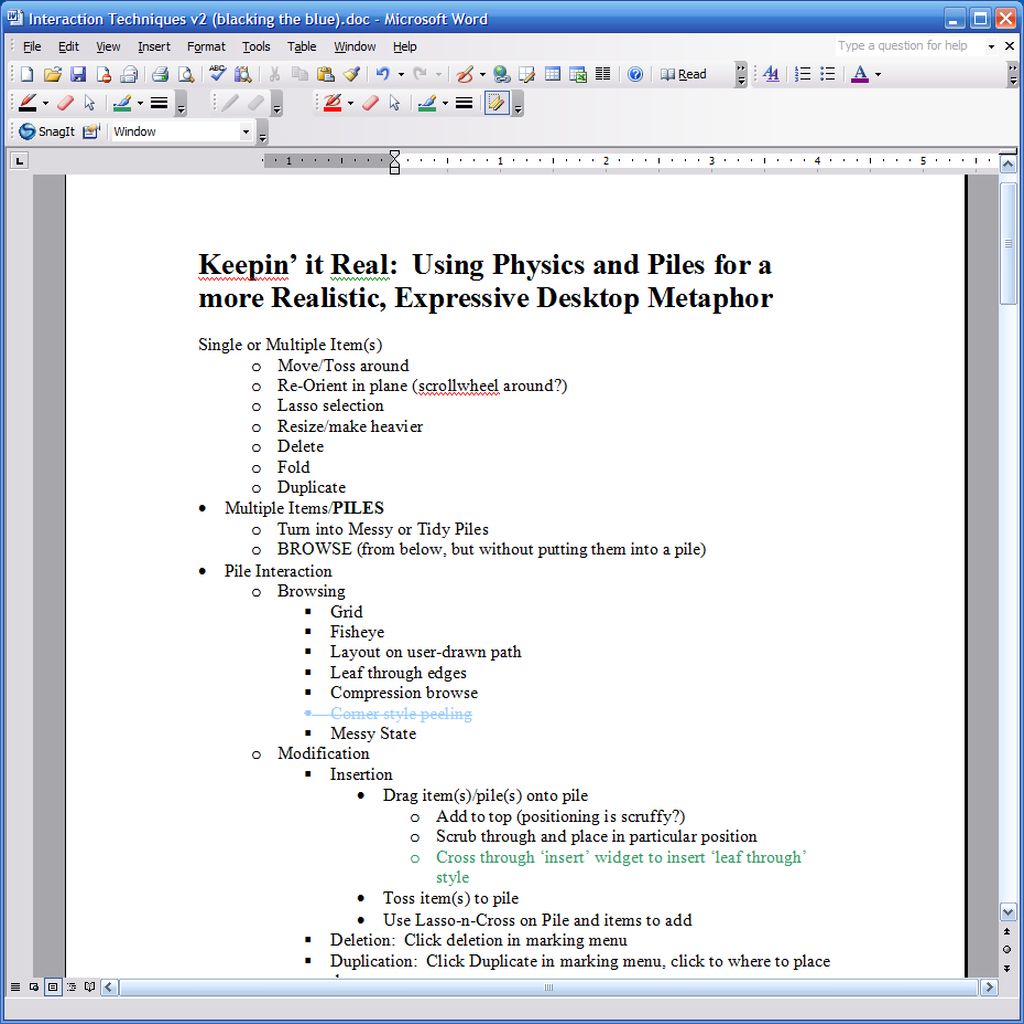 Interaction Techniques v2 (blacking the blue).doc - Microsoft Word
File Edit View Insert Format Tools Table Window Help Type a question for help
Read
SnagIt Window
1 1 2 3 4 5
Keepin’ it Real:  Using Physics and Piles for a
more Realistic, Expressive Desktop Metaphor
Single or Multiple Item(s)
o Move/Toss around
o Re-Orient in plane (scrollwheel around?)
o Lasso selection
o Resize/make heavier
o Delete
o Fold
o Duplicate
• Multiple Items/PILES
o Turn into Messy or Tidy Piles
o BROWSE (from below, but without putting them into a pile)
• Pile Interaction
o Browsing
▪ Grid
▪ Fisheye
▪ Layout on user-drawn path
▪ Leaf through edges
▪ Compression browse
▪ Corner style peeling
▪ Messy State
o Modification
▪ Insertion
• Drag item(s)/pile(s) onto pile
o Add to top (positioning is scruffy?)
o Scrub through and place in particular position
o Cross through ‘insert’ widget to insert ‘leaf through’
style
• Toss item(s) to pile
• Use Lasso-n-Cross on Pile and items to add
▪ Deletion:  Click deletion in marking menu
▪ Duplication:  Click Duplicate in marking menu, click to where to place